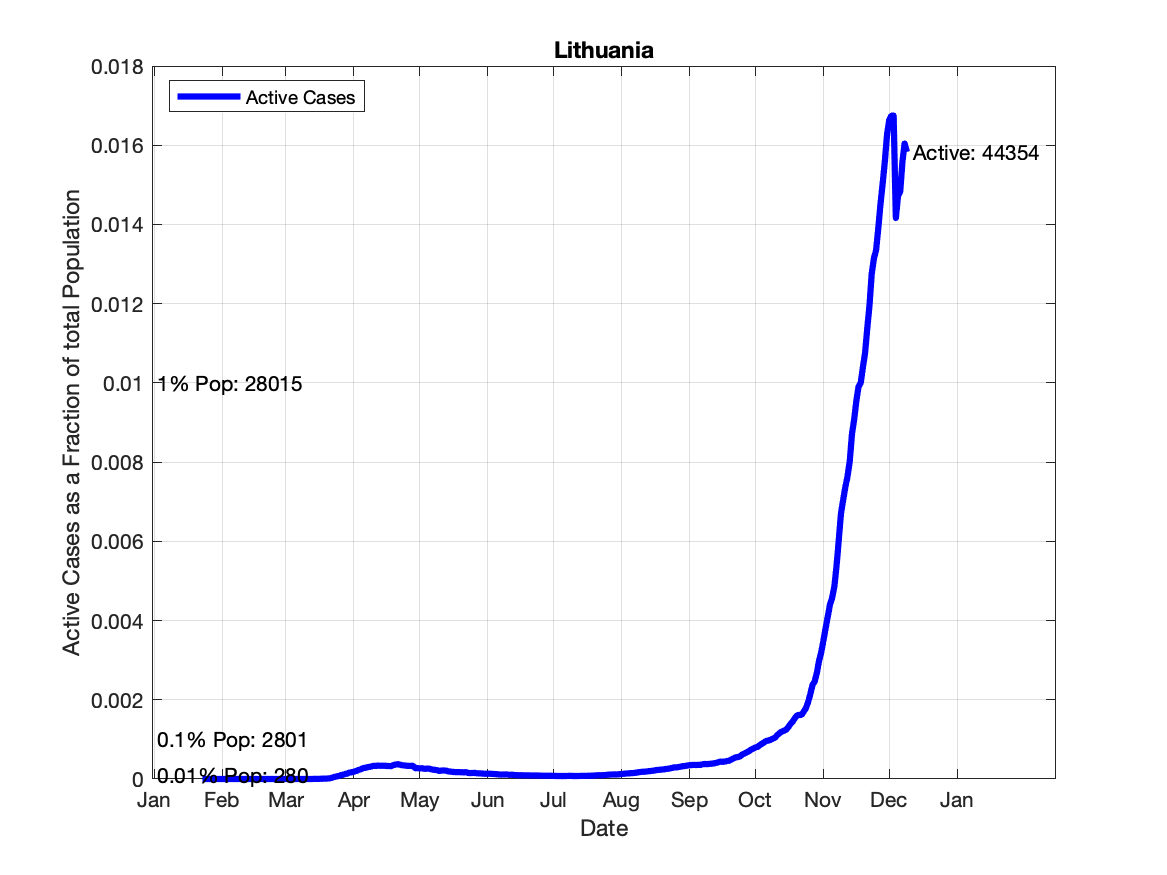 Lithuania
Active Cases
0.018
0.016
0.014
0.012
0.01
0.008
0.006
0.004
0.002
0
Active Cases as a Fraction of total Population
Active: 44354
1% Pop: 28015
0.1% Pop: 2801
0.01% Pop: 280
Jan Feb Mar Apr May Jun Jul Aug Sep Oct Nov Dec Jan
Date